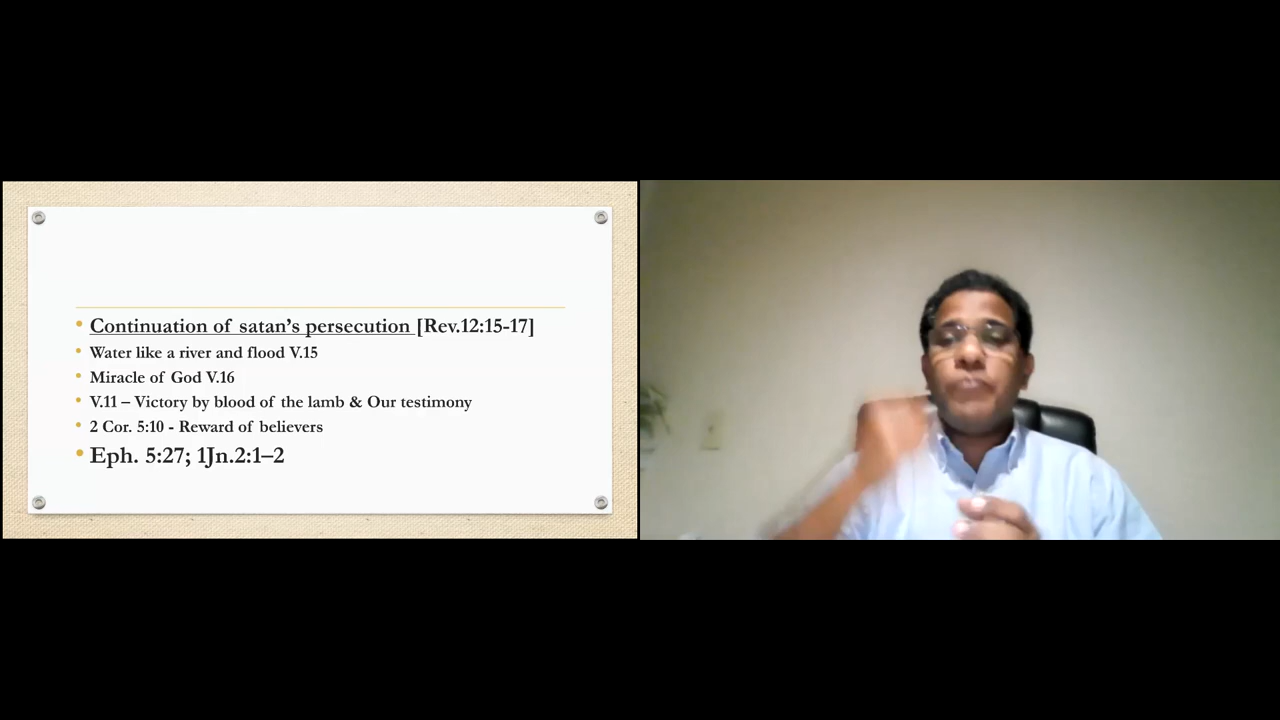 Continuation of satan's persecution [Rev.12:15-17]
Water like a river and flood V.15
Miracle of God V.16
V.11 – Victory by blood of the lamb & Our testimony
2 Cor. 5:10 - Reward of believers
Eph. 5:27; 1Jn.2:1–2